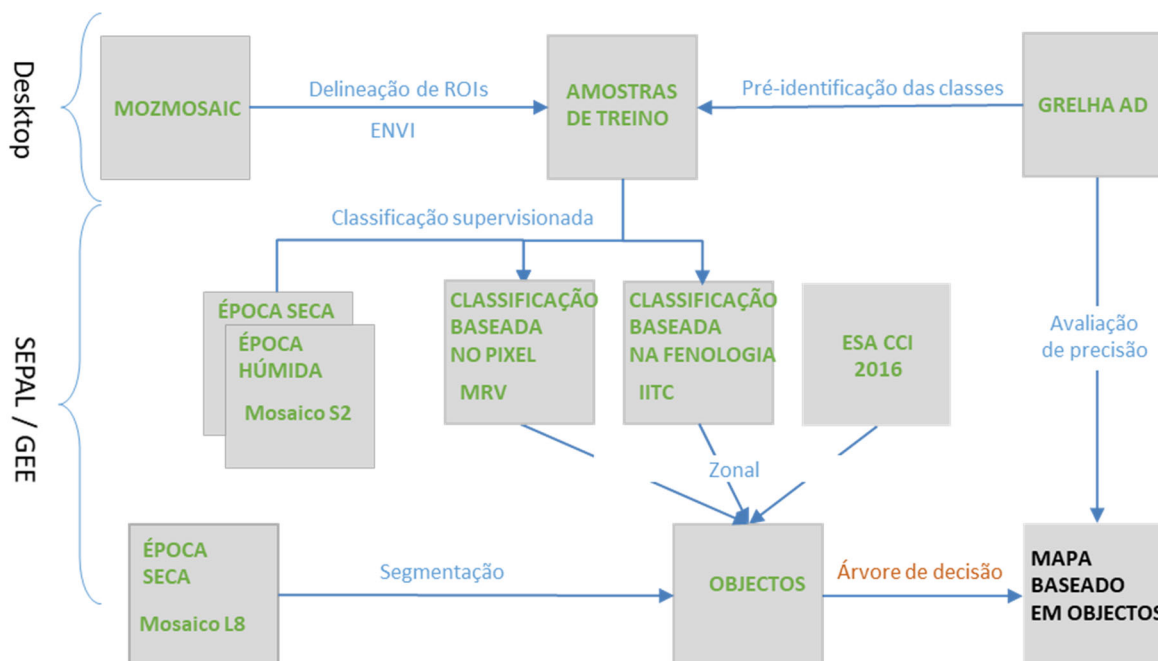 Desktop
MOZMOSAIC
Delineação de ROIs
ENVI
AMOSTRAS
DE TREINO
Pré-identificação das classes
GRELHA AD
SEPAL / GEE
Classificação supervisionada
ÉPOCA SECA
ÉPOCA
HÚMIDA
Mosaico S2
CLASSIFICAÇÃO
BASEADA
NO PIXEL
MRV
CLASSIFICAÇÃO
BASEADA
NA FENOLOGIA
IITC
ESA CCI
2016
Avaliação
de precisão
Zonal
ÉPOCA
SECA
Mosaico L8
Segmentação
OBJECTOS
Árvore de decisão
MAPA
BASEADO
EM OBJECTOS